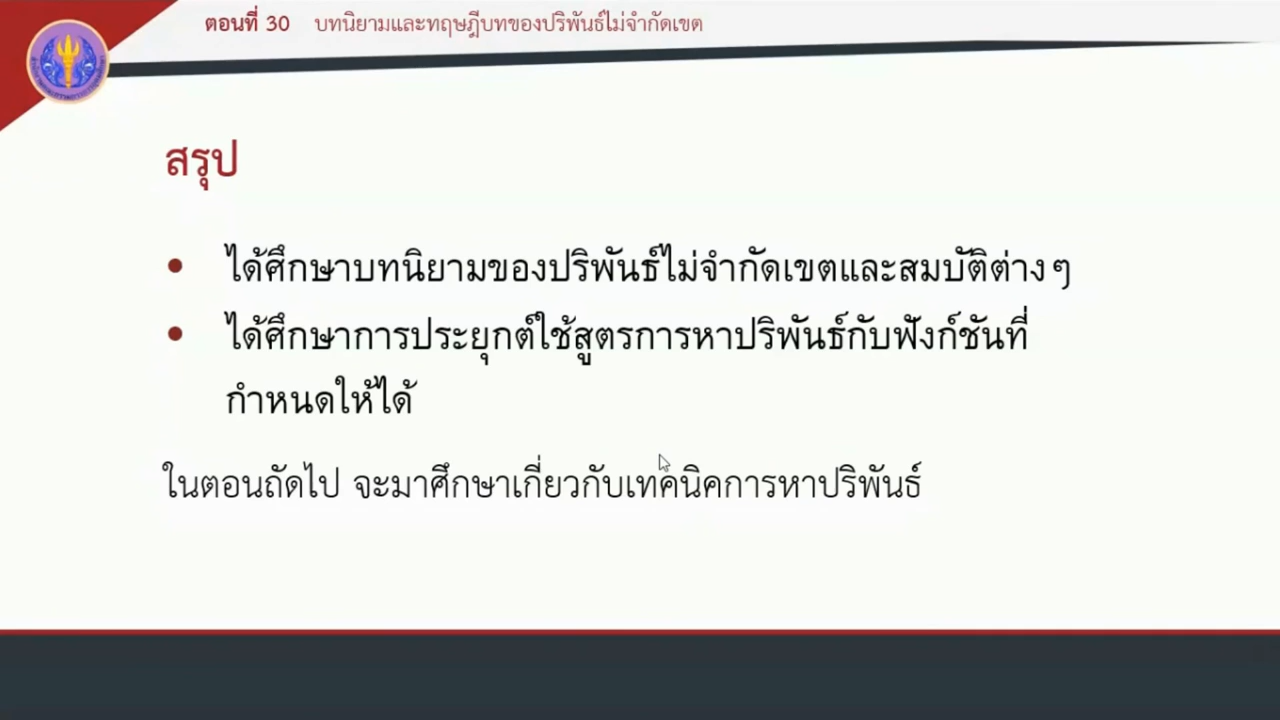 ตอนที่ 30 บทนิยามและทฤษฎีบทของปริพันธ์ไม่จำกัดเขต
สรุป
• ได้ศึกษาบทนิยามของปริพันธ์ไม่จำกัดเขตและสมบัติต่าง ๆ
• ได้ศึกษาการประยุกต์ใช้สูตรการหาปริพันธ์กับฟังก์ชันที่
กำหนดให้ได้
ในตอนถัดไป จะมาศึกษาเกี่ยวกับเทคนิคการหาปริพันธ์